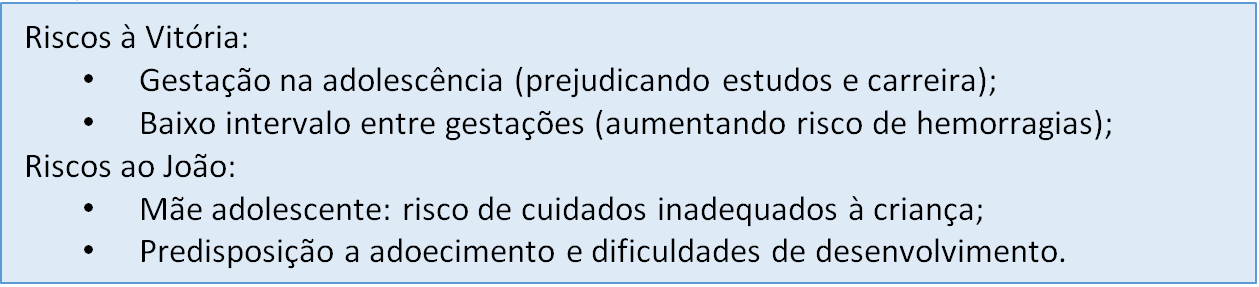 Riscos à Vitória:
• Gestação na adolescência (prejudicando estudos e carreira);
• Baixo intervalo entre gestações (aumentando risco de hemorragias);
Riscos ao João:
• Mãe adolescente: risco de cuidados inadequados à criança;
• Predisposição a adoecimento e dificuldades de desenvolvimento.